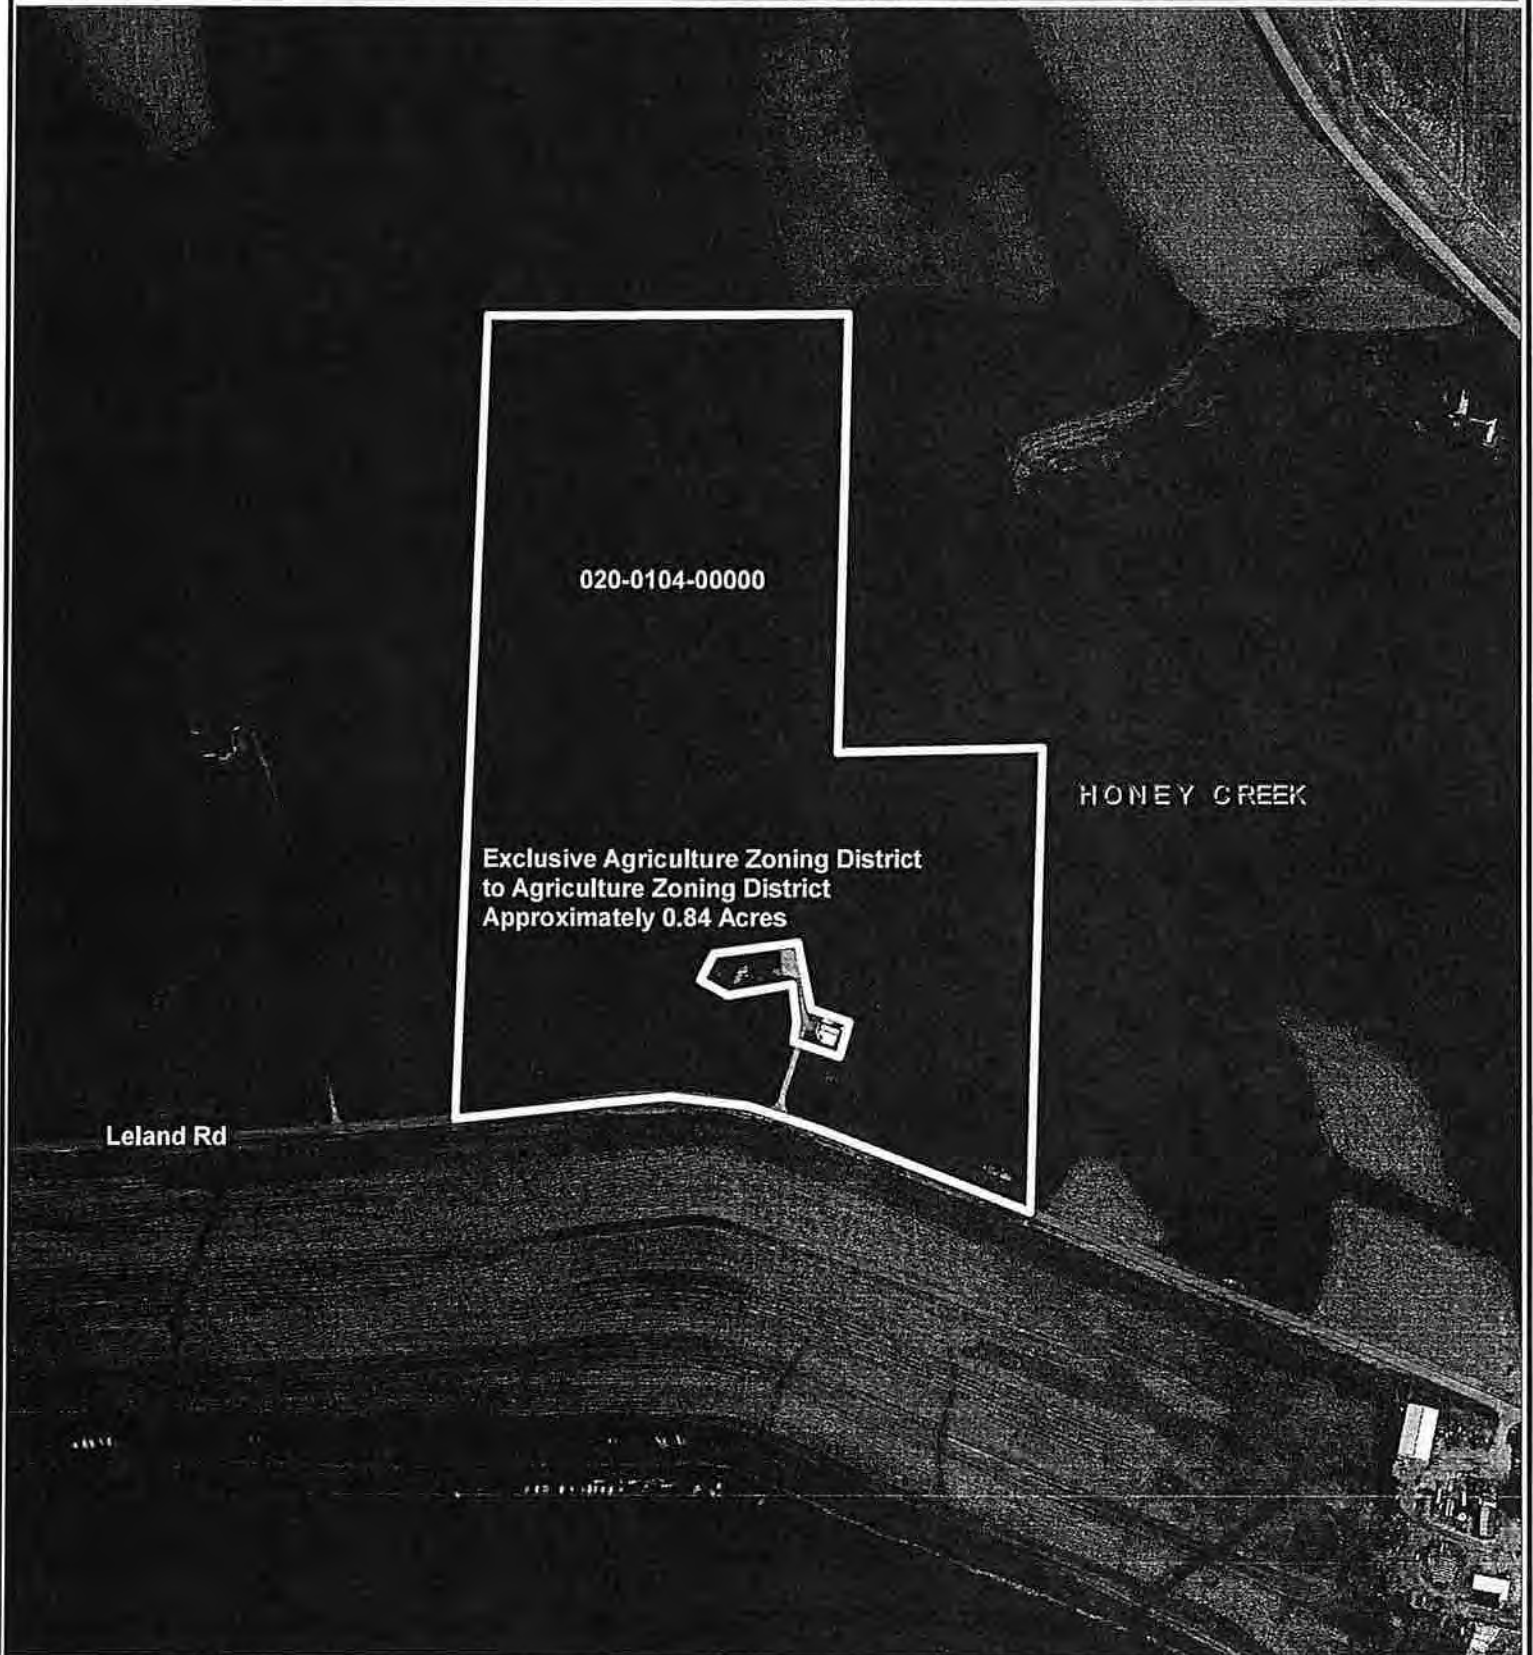 020-0104-00000
HONEY CREEK
Exclusive Agriculture Zoning District
to Agriculture Zoning District
Approximately 0.84 Acres
Leland Rd